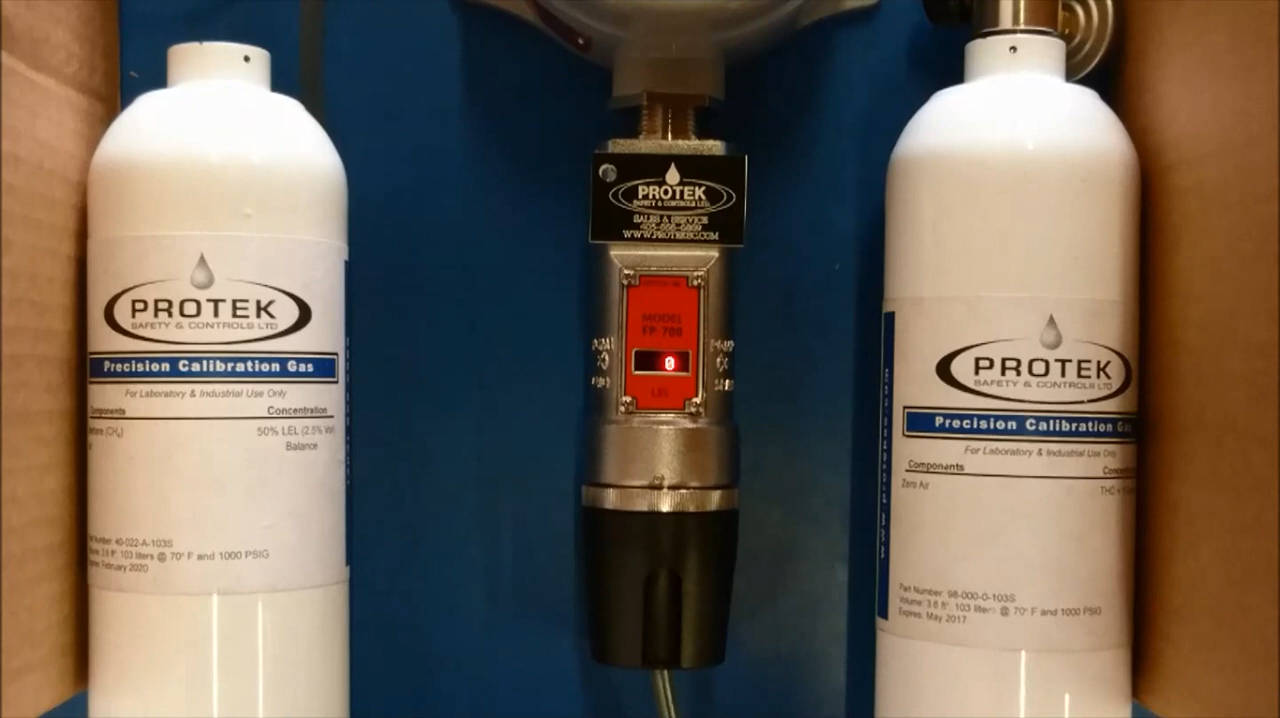 PROTEK
SAFETY & CONTROLS LTD
Precision Calibration Gas
For Laboratory & Industrial Use Only
Components Concentration
(CH₄) 50% LEL (2.5% Vol
Balance
Number: 40-022-A-103S
3.6 ft³ 103 liters @ 70° F and 1000 PSIG
February 2020
PROTEK
SAFETY & CONTROLS LTD.
SALES & SERVICE
WWW.PROTEKSC.COM
MODEL
FP-700
0
LEL
PROTEK
SAFETY & CONTROLS LTD
Precision Calibration Gas
For Laboratory & Industrial Use Only
Components
Zero Air THC
Part Number: 98-000-0-103S
Volume: 3.6 ft³ 103 liters @ 70° F and 1000 PSIG
Expires: May 2017